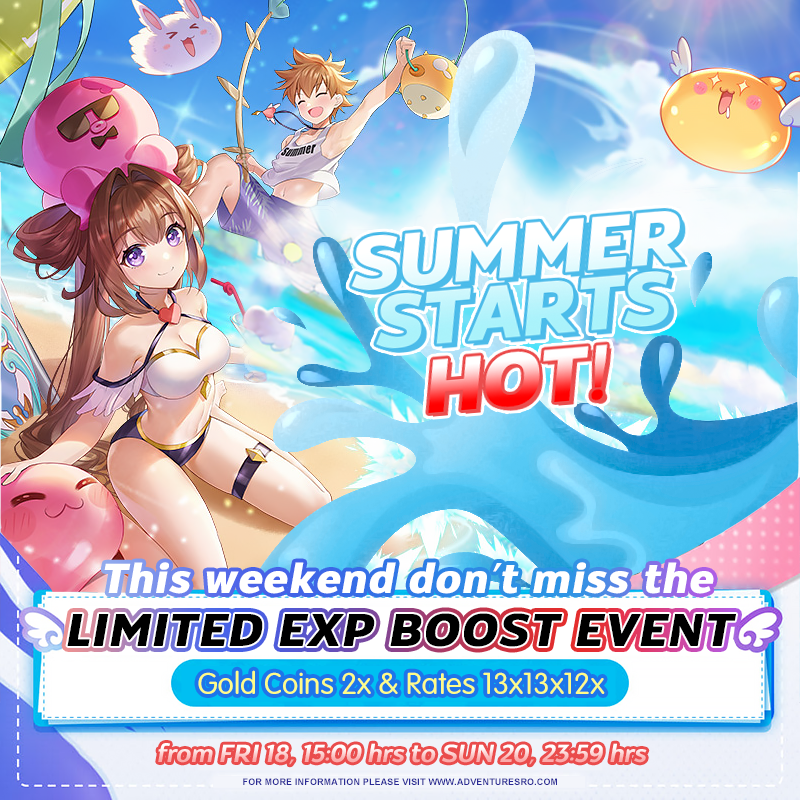 Summer
SUMMER
STARTS
HOT!
This weekend don't miss the
LIMITED EXP BOOST EVENT
Gold Coins 2x & Rates 13x13x12x
from FRI 18, 15:00 hrs to SUN 20, 23:59 hrs
FOR MORE INFORMATION PLEASE VISIT WWW.ADVENTURESRO.COM